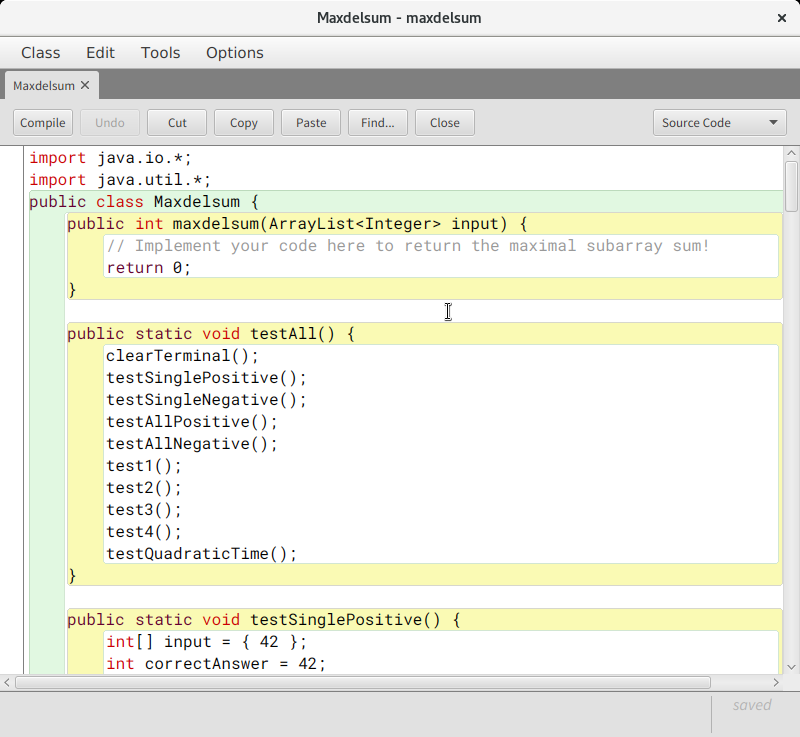 Maxdelsum - maxdelsum
Class Edit Tools Options
Maxdelsum
Compile Undo Cut Copy Paste Find... Close Source Code
import java.io.*;
import java.util.*;
public class Maxdelsum {
    public int maxdelsum(ArrayList<Integer> input) {
        // Implement your code here to return the maximal subarray sum!
        return 0;
    }
    public static void testAll() {
        clearTerminal();
        testSinglePositive();
        testSingleNegative();
        testAllPositive();
        testAllNegative();
        test1();
        test2();
        test3();
        test4();
        testQuadraticTime();
    }
    public static void testSinglePositive() {
        int[] input = { 42 };
        int correctAnswer = 42;
saved